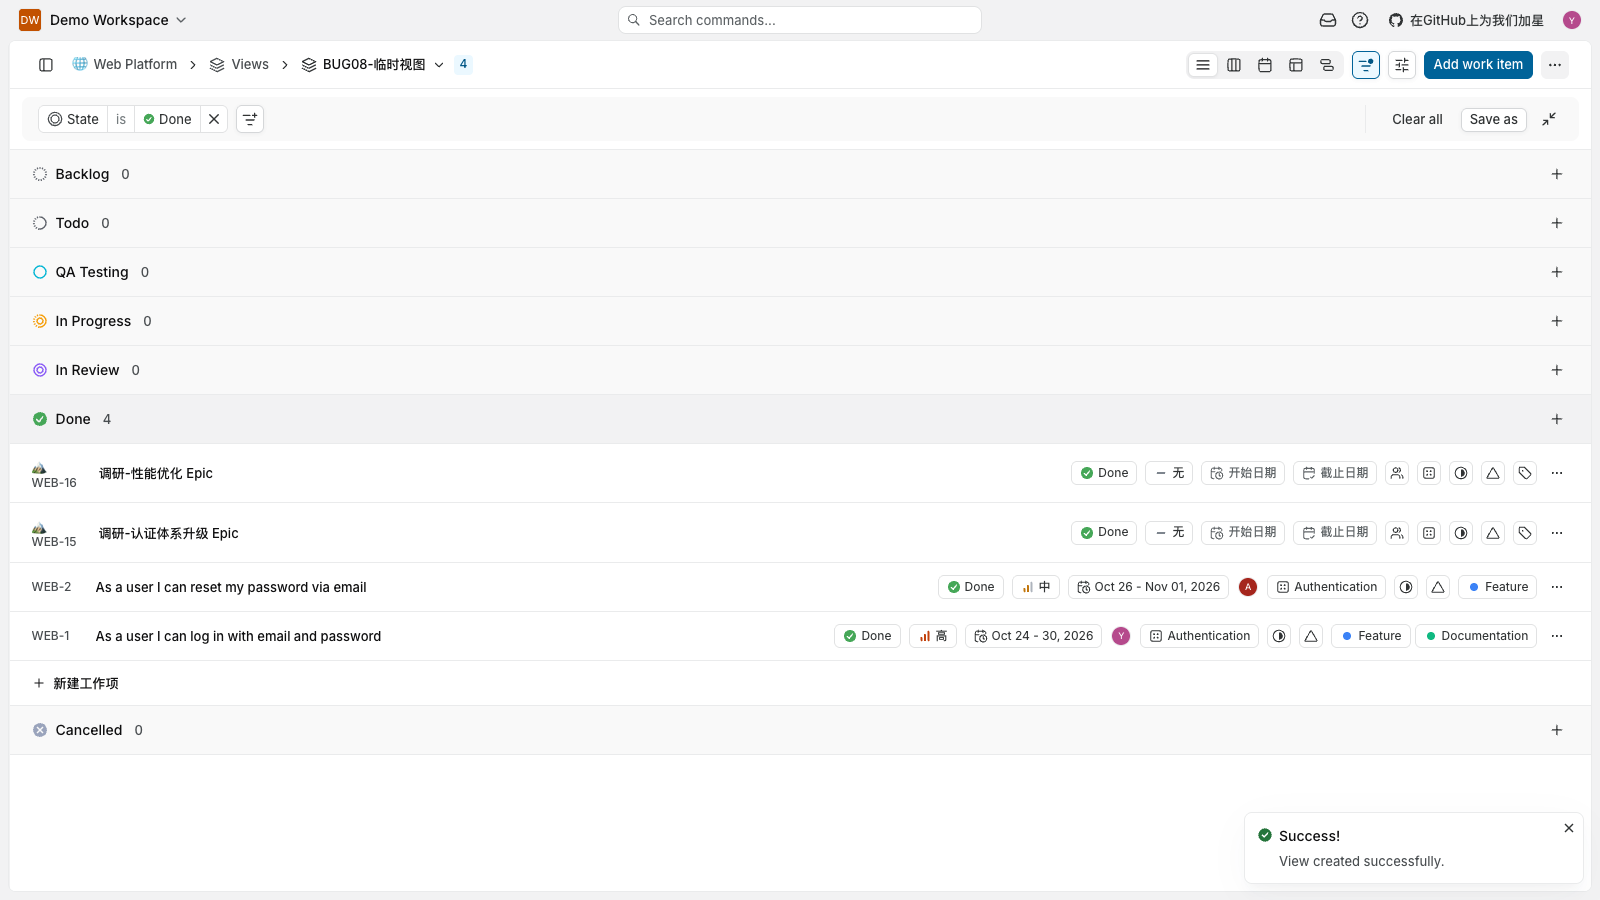 DW Demo Workspace Search commands... 在GitHub上为我们加星 Y
Web Platform Views BUG08-临时视图 4 Add work item
State is Done Clear all Save as
Backlog 0
Todo 0
QA Testing 0
In Progress 0
In Review 0
Done 4
WEB-16 调研-性能优化 Epic Done 无 开始日期 截止日期
WEB-15 调研-认证体系升级 Epic Done 无 开始日期 截止日期
WEB-2 As a user I can reset my password via email Done 中 Oct 26 - Nov 01, 2026 A Authentication Feature
WEB-1 As a user I can log in with email and password Done 高 Oct 24 - 30, 2026 Y Authentication Feature Documentation
新建工作项
Cancelled 0
Success!
View created successfully.